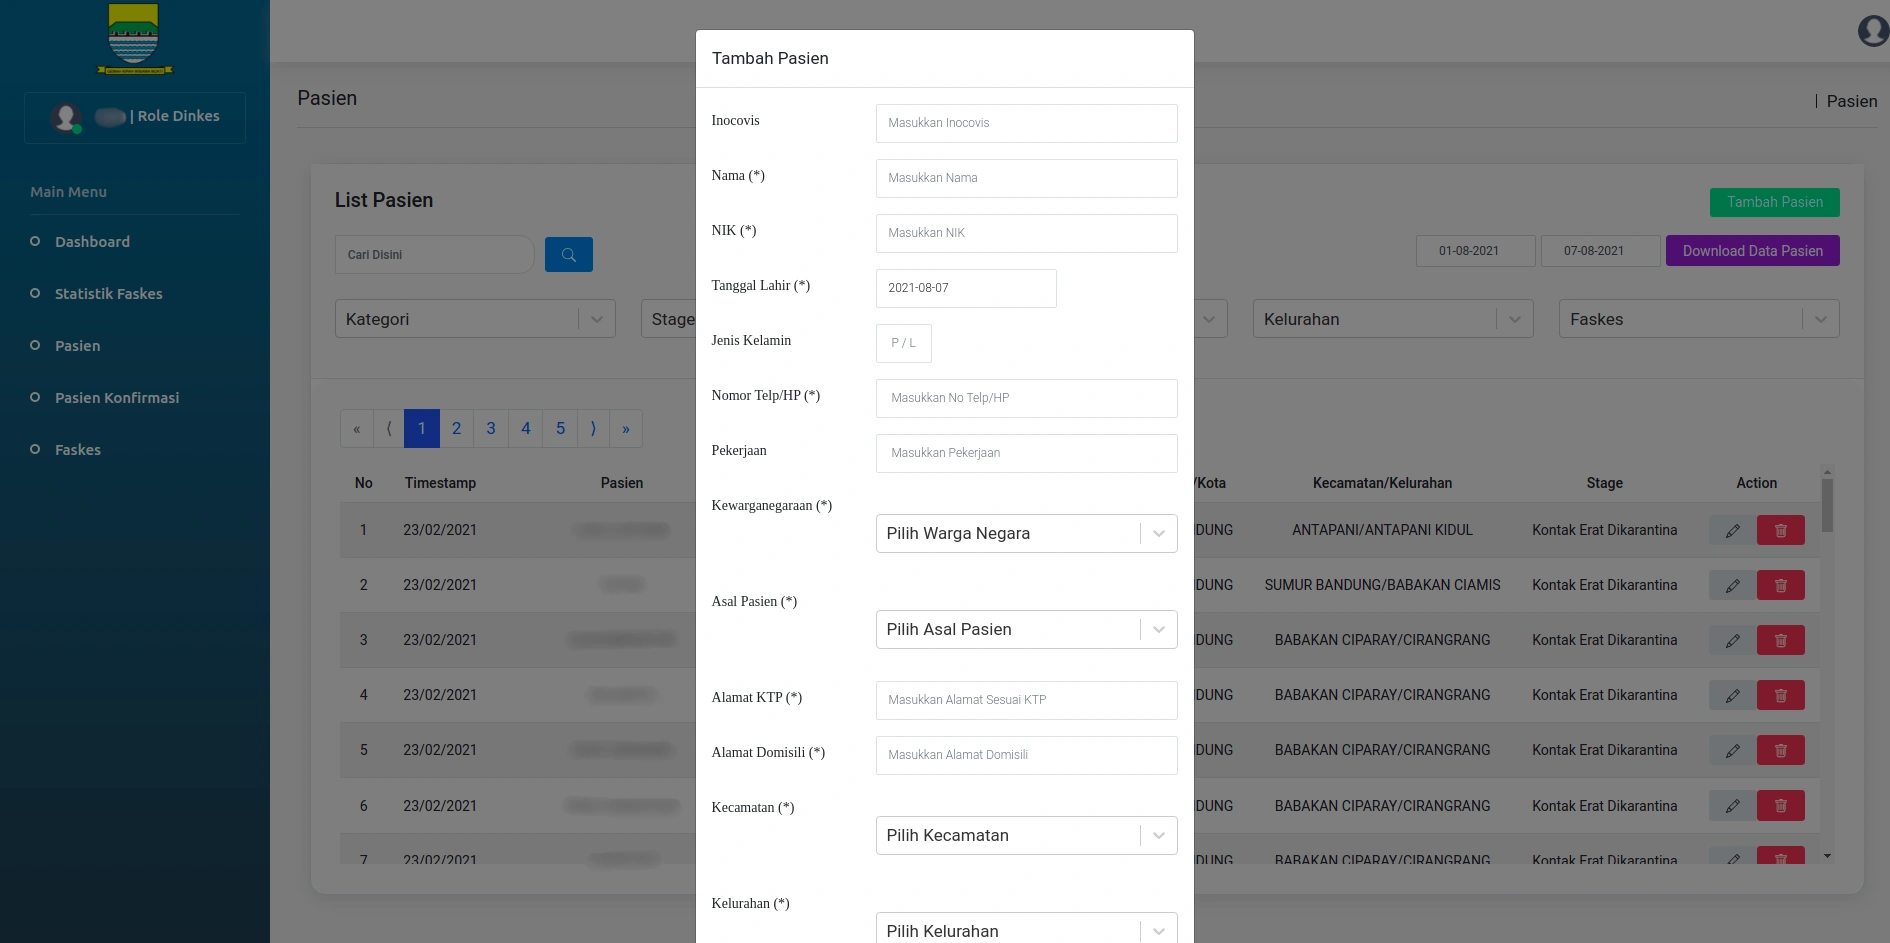 | Role Dinkes
Main Menu
Dashboard
Statistik Faskes
Pasien
Pasien Konfirmasi
Faskes
Pasien
| Pasien
List Pasien
Tambah Pasien
Cari Disini
01-08-2021
07-08-2021
Download Data Pasien
Kategori
Stage
Kelurahan
Faskes
« ⟨ 1 2 3 4 5 ⟩ »
No Timestamp Pasien /Kota Kecamatan/Kelurahan Stage Action
1 23/02/2021 DUNG ANTAPANI/ANTAPANI KIDUL Kontak Erat Dikarantina
2 23/02/2021 DUNG SUMUR BANDUNG/BABAKAN CIAMIS Kontak Erat Dikarantina
3 23/02/2021 DUNG BABAKAN CIPARAY/CIRANGRANG Kontak Erat Dikarantina
4 23/02/2021 DUNG BABAKAN CIPARAY/CIRANGRANG Kontak Erat Dikarantina
5 23/02/2021 DUNG BABAKAN CIPARAY/CIRANGRANG Kontak Erat Dikarantina
6 23/02/2021 DUNG BABAKAN CIPARAY/CIRANGRANG Kontak Erat Dikarantina
7 23/02/2021 DUNG BABAKAN CIPARAY/CIRANGRANG Kontak Erat Dikarantina
Tambah Pasien
Inocovis Masukkan Inocovis
Nama (*) Masukkan Nama
NIK (*) Masukkan NIK
Tanggal Lahir (*) 2021-08-07
Jenis Kelamin P / L
Nomor Telp/HP (*) Masukkan No Telp/HP
Pekerjaan Masukkan Pekerjaan
Kewarganegaraan (*)
Pilih Warga Negara
Asal Pasien (*)
Pilih Asal Pasien
Alamat KTP (*) Masukkan Alamat Sesuai KTP
Alamat Domisili (*) Masukkan Alamat Domisili
Kecamatan (*)
Pilih Kecamatan
Kelurahan (*)
Pilih Kelurahan